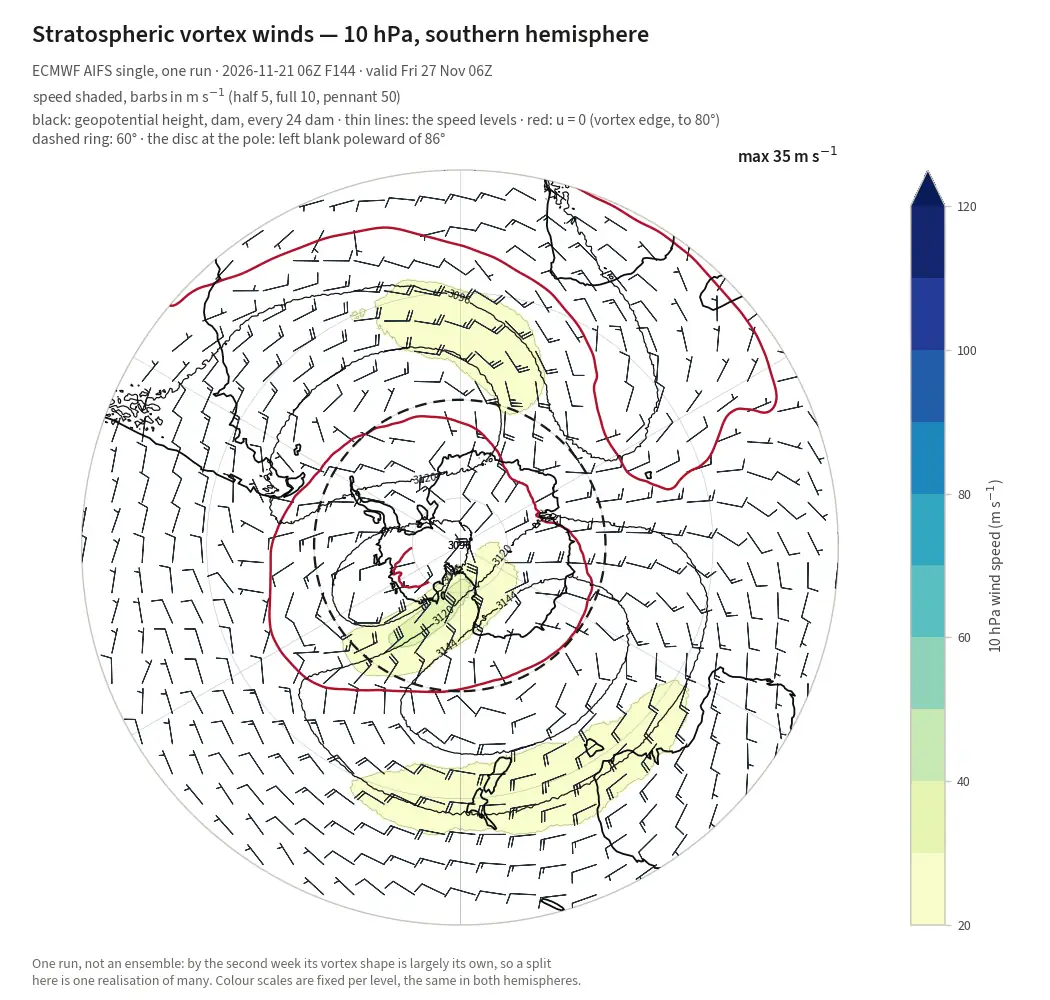 Stratospheric vortex winds — 10 hPa, southern hemisphere
ECMWF AIFS single, one run · 2026-11-21 06Z F144 · valid Fri 27 Nov 06Z
speed shaded, barbs in m s⁻¹ (half 5, full 10, pennant 50)
black: geopotential height, dam, every 24 dam · thin lines: the speed levels · red: u = 0 (vortex edge, to 80°)
dashed ring: 60° · the disc at the pole: left blank poleward of 86°
max 35 m s⁻¹
120
100
80
60
40
20
10 hPa wind speed (m s⁻¹)
3096
3120
3096
3120
3144
3120
3144
One run, not an ensemble: by the second week its vortex shape is largely its own, so a split
here is one realisation of many. Colour scales are fixed per level, the same in both hemispheres.